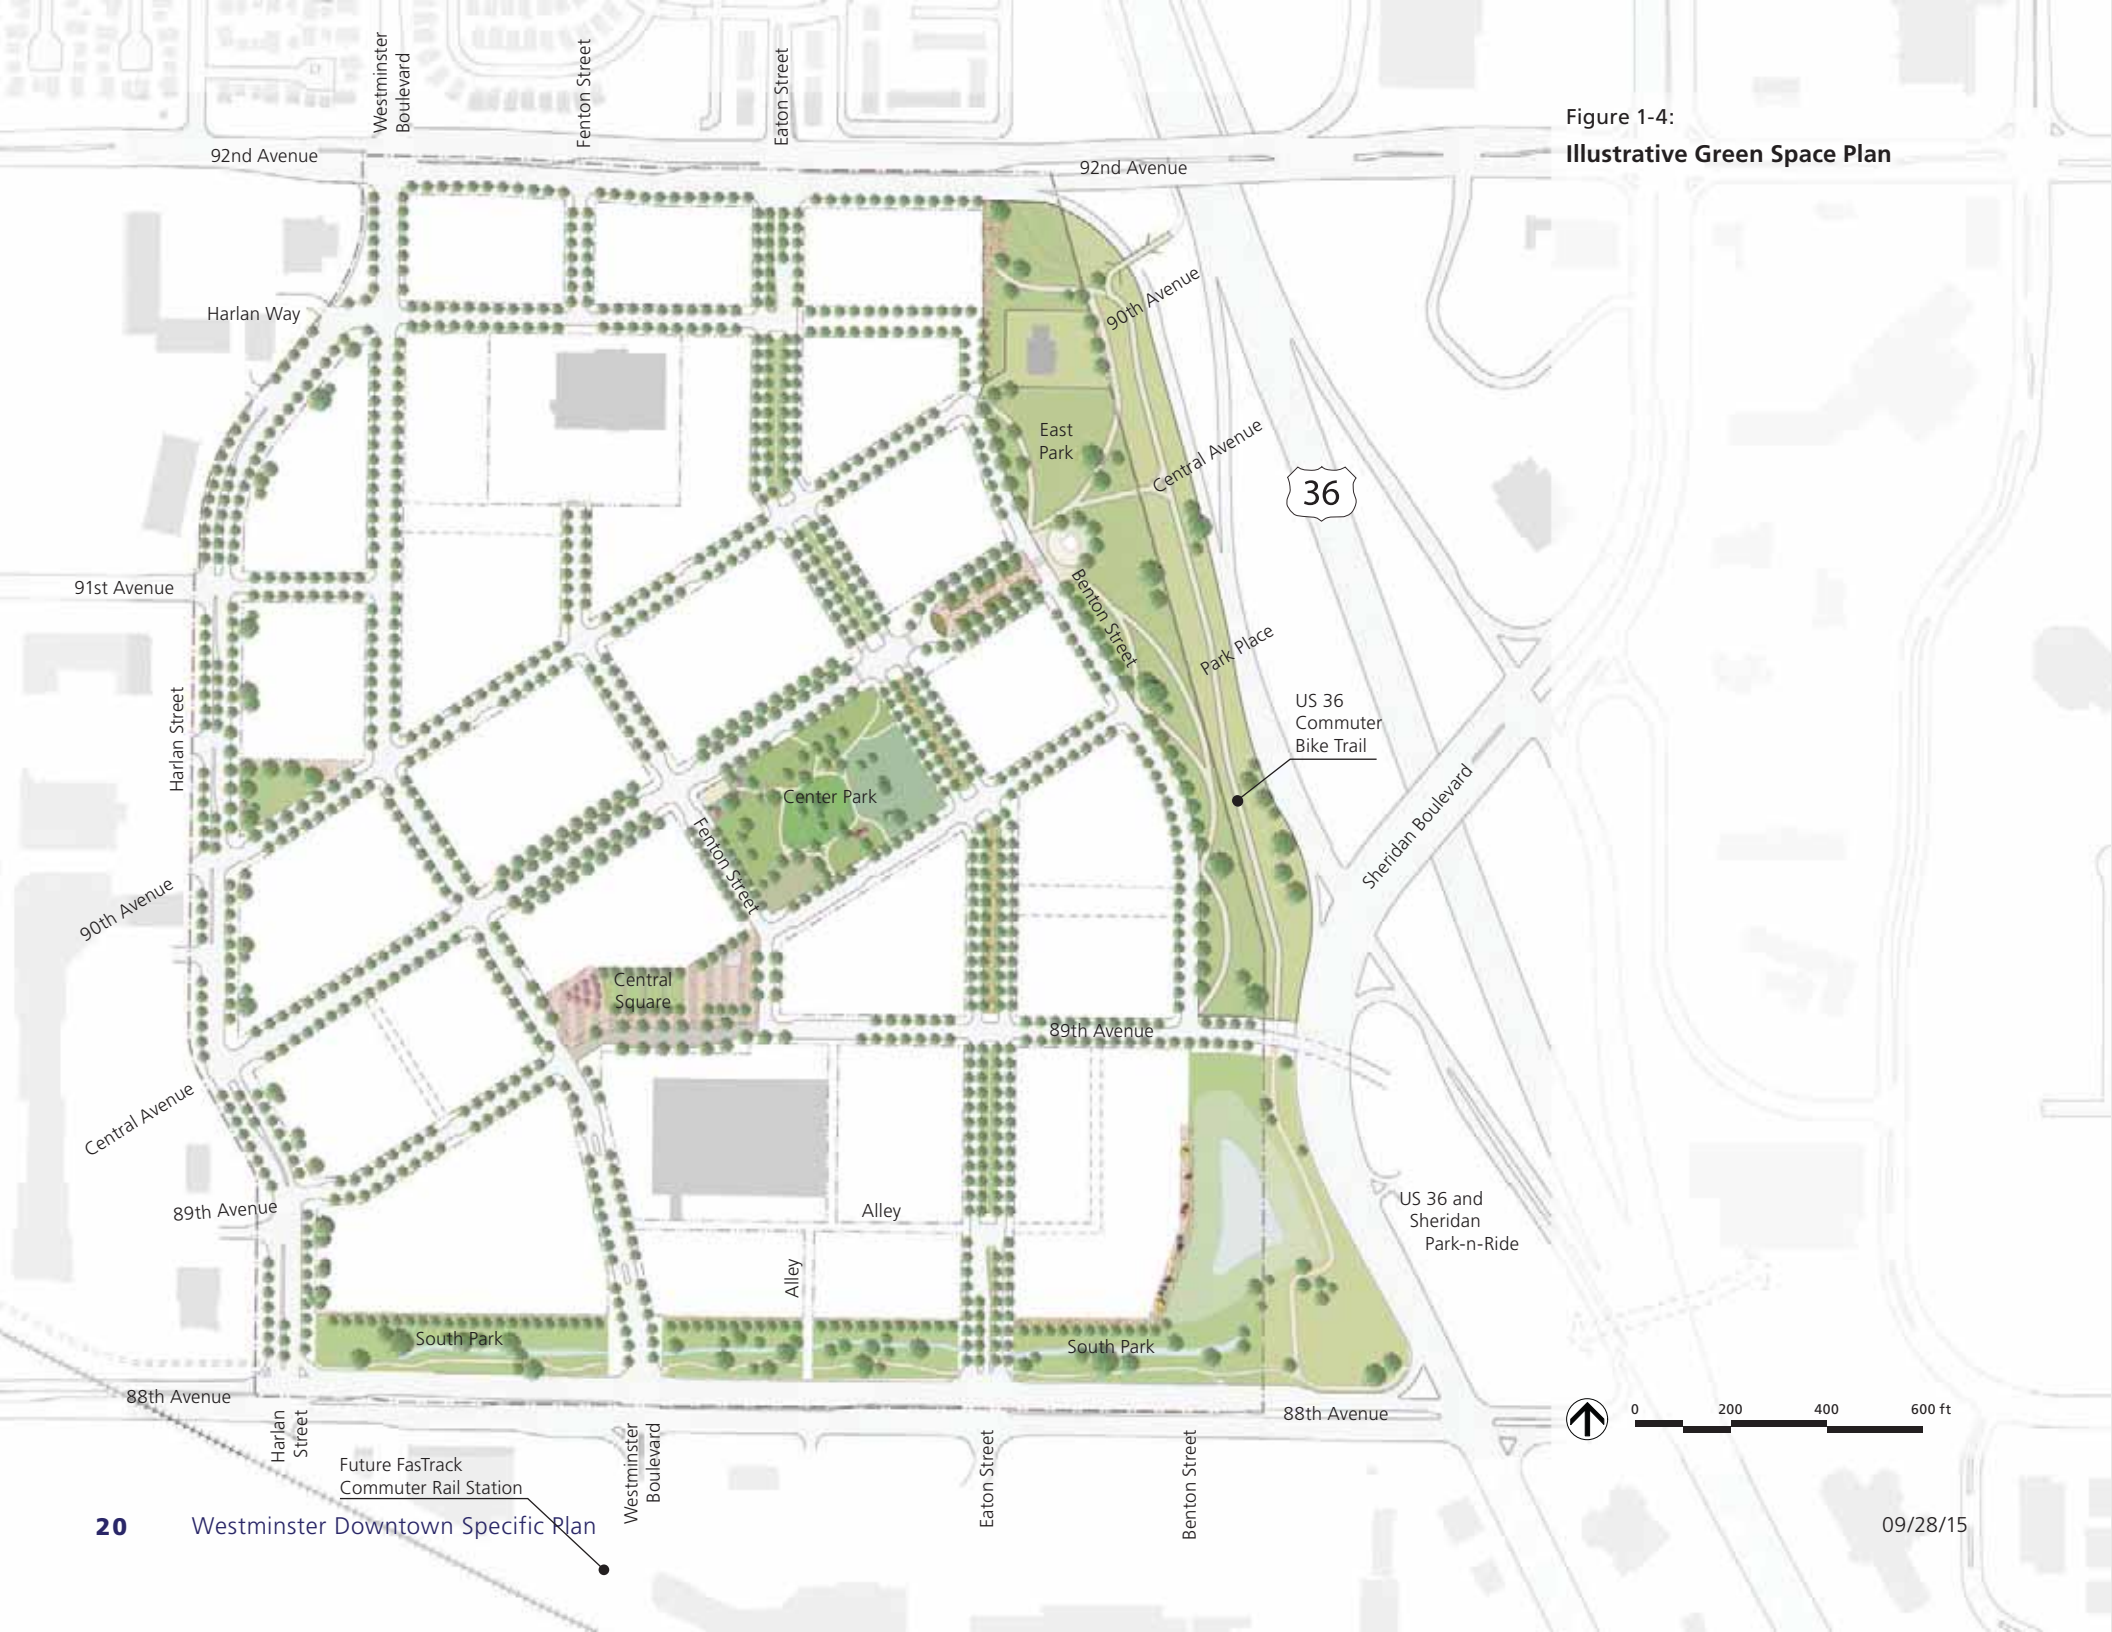 Westminster
Boulevard
Fenton Street
Eaton Street
Figure 1-4:
Illustrative Green Space Plan
92nd Avenue
92nd Avenue
90th Avenue
Harlan Way
East
Park
Central Avenue
36
91st Avenue
Benton Street
Park Place
Harlan Street
US 36
Commuter
Bike Trail
Center Park
Sheridan Boulevard
Fenton Street
90th Avenue
Central
Square
89th Avenue
Central Avenue
89th Avenue
Alley
US 36 and
Sheridan
Park-n-Ride
Alley
South Park
South Park
88th Avenue
88th Avenue
0 200 400 600 ft
Harlan
Street
Westminster
Boulevard
Eaton Street
Benton Street
Future FasTrack
Commuter Rail Station
20 Westminster Downtown Specific Plan
09/28/15